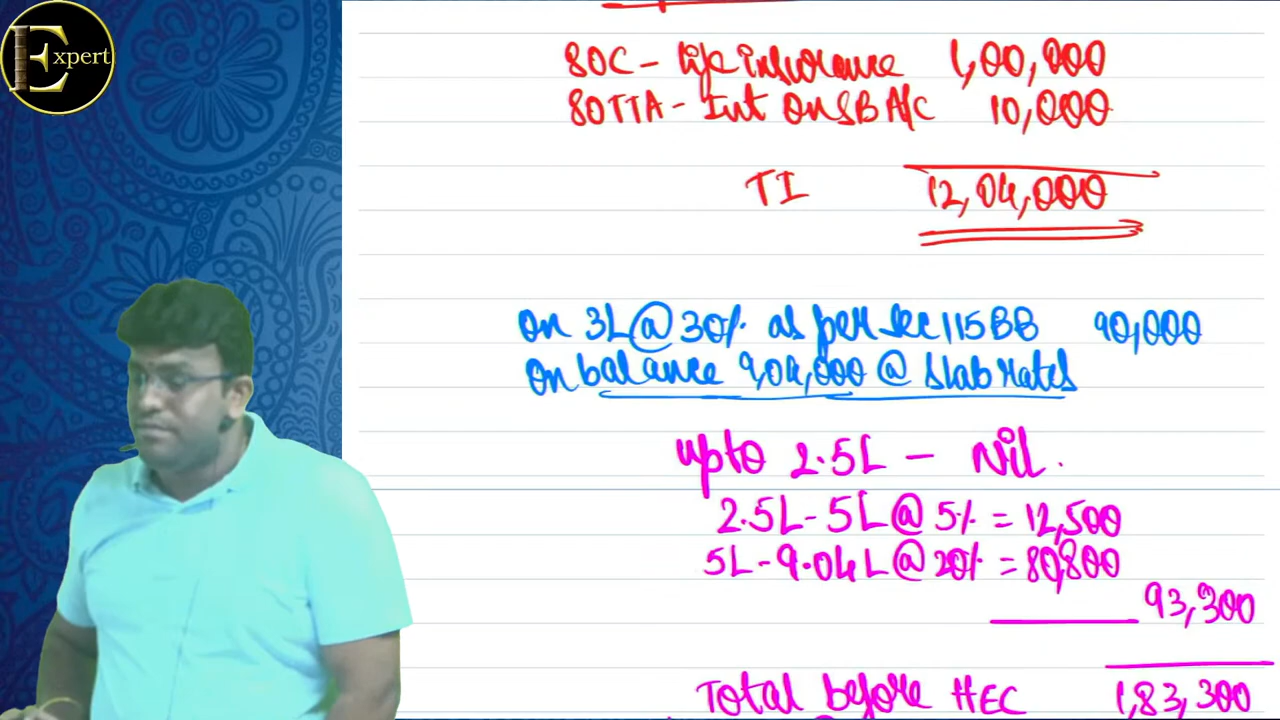 Expert
80C - Life insurance 1,00,000
80TTA - Int on SB A/c 10,000
TI 12,04,000
on 3L @ 30% as per sec 115BB 90,000
on balance 9,04,000 @ slab rates
upto 2.5L - Nil.
2.5L - 5L @ 5% = 12,500
5L - 9.04L @ 20% = 80,800
93,300
Total before HEC 1,83,300